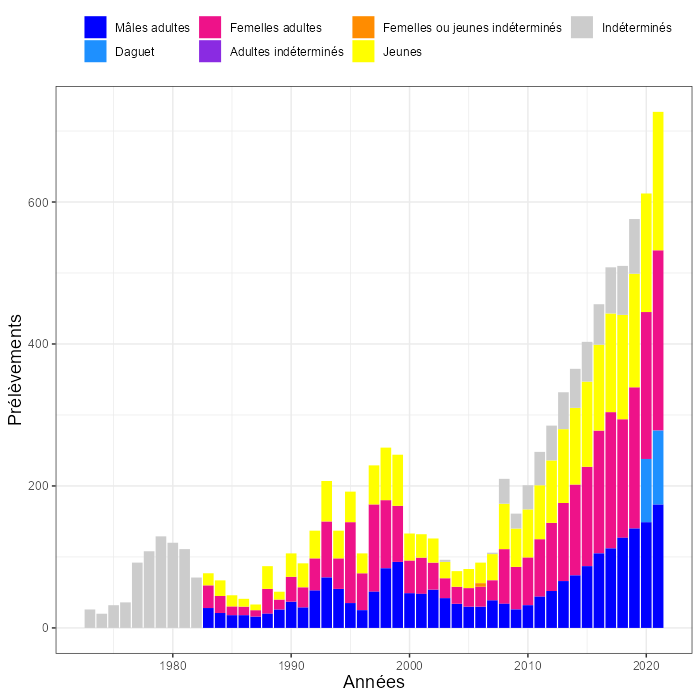 Mâles adultes Femelles adultes Femelles ou jeunes indéterminés Indéterminés
Daguet Adultes indéterminés Jeunes
600
400
200
0
Prélèvements
1980 1990 2000 2010 2020
Années